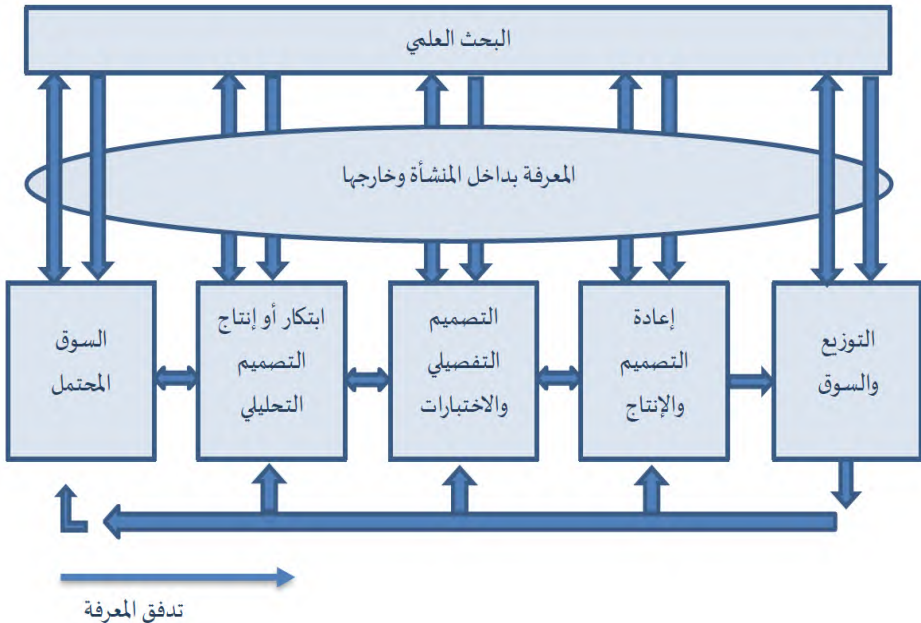 البحث العلمي
المعرفة بداخل المنشأة وخارجها
السوق
المحتمل
ابتكار أو إنتاج
التصميم
التحليلي
التصميم
التفصيلي
والاختبارات
إعادة
التصميم
والإنتاج
التوزيع
والسوق
تدفق المعرفة